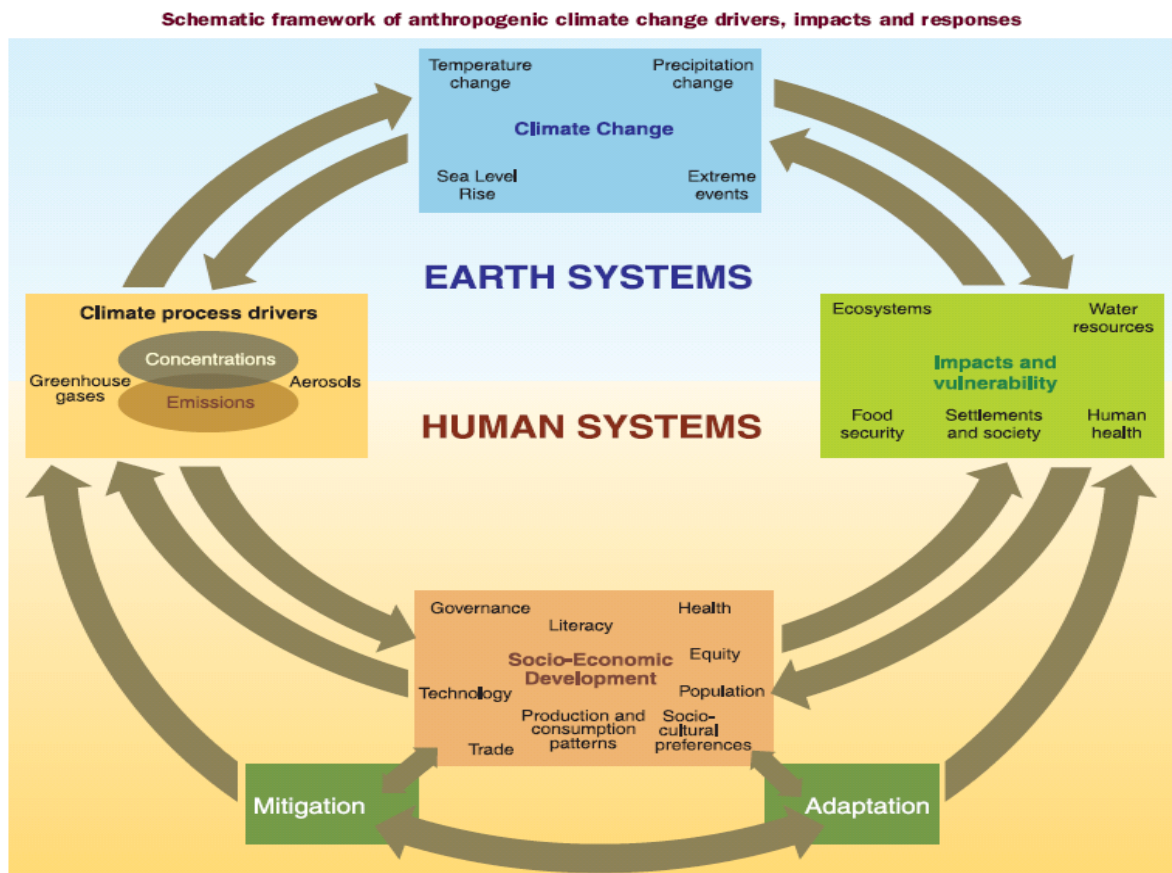 Schematic framework of anthropogenic climate change drivers, impacts and responses
Temperature
change
Precipitation
change
Climate Change
Sea Level
Rise
Extreme
events
EARTH SYSTEMS
Climate process drivers
Concentrations
Greenhouse
gases
Aerosols
Emissions
Ecosystems
Water
resources
Impacts and
vulnerability
Food
security
Settlements
and society
Human
health
HUMAN SYSTEMS
Governance
Literacy
Health
Socio-Economic
Development
Equity
Technology
Population
Production and
consumption
patterns
Socio-
cultural
preferences
Trade
Mitigation
Adaptation